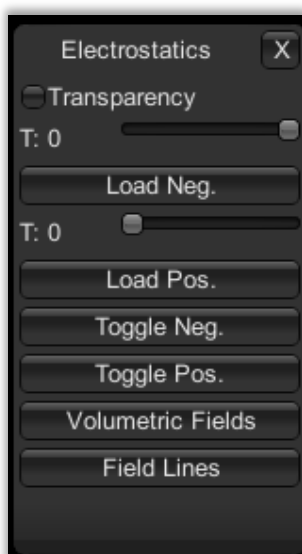 Electrostatics X
Transparency
T: 0
Load Neg.
T: 0
Load Pos.
Toggle Neg.
Toggle Pos.
Volumetric Fields
Field Lines